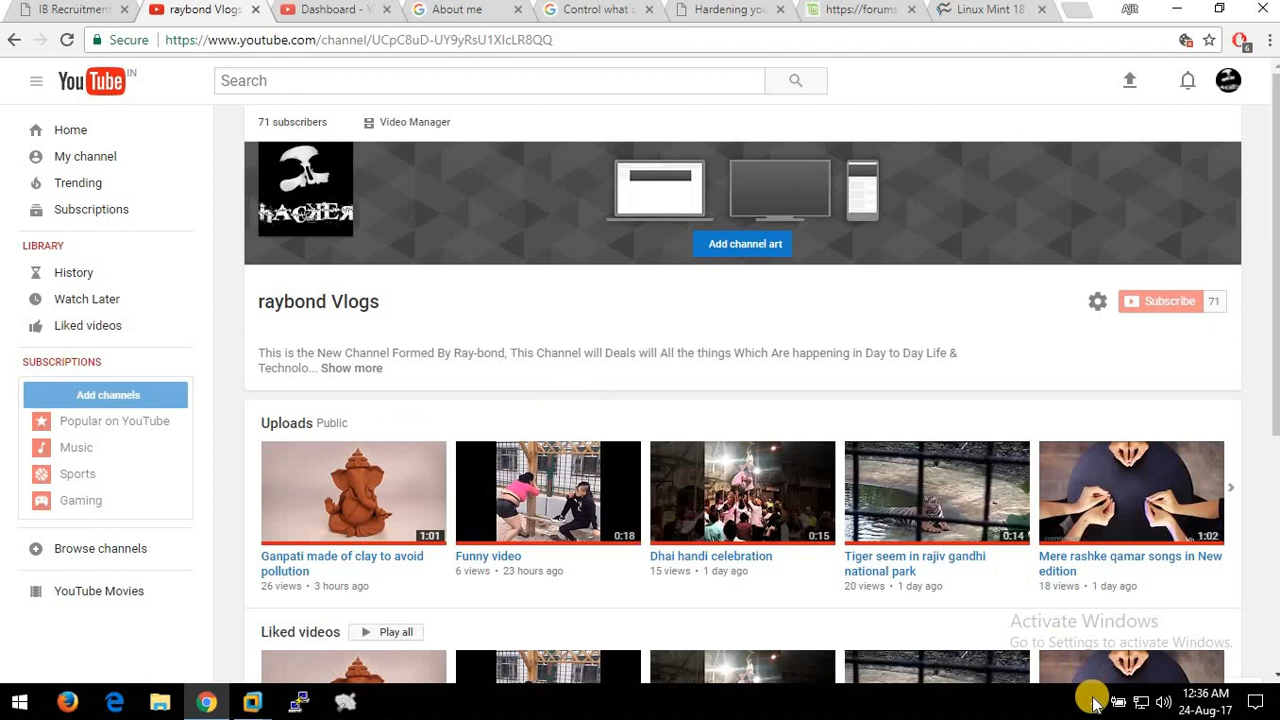 IB Recruitment
raybond Vlogs
Dashboard - Y
About me
Control what
Hardening you
https://forums
Linux Mint 18
Ajit
Secure
https://www.youtube.com/channel/UCpC8uD-UY9yRsU1XIcLR8QQ
6
YouTube IN
Search
Home
My channel
Trending
Subscriptions
LIBRARY
History
Watch Later
Liked videos
SUBSCRIPTIONS
Add channels
Popular on YouTube
Music
Sports
Gaming
Browse channels
YouTube Movies
71 subscribers
Video Manager
HACKER
Add channel art
raybond Vlogs
Subscribe 71
This is the New Channel Formed By Ray-bond, This Channel will Deals will All the things Which Are happening in Day to Day Life &
Technolo... Show more
Uploads Public
1:01
Ganpati made of clay to avoid
pollution
26 views • 3 hours ago
0:18
Funny video
6 views • 23 hours ago
0:15
Dhai handi celebration
15 views • 1 day ago
0:14
Tiger seem in rajiv gandhi
national park
20 views • 1 day ago
1:02
Mere rashke qamar songs in New
edition
18 views • 1 day ago
Liked videos
Play all
Activate Windows
Go to Settings to activate Windows.
12:36 AM
24-Aug-17